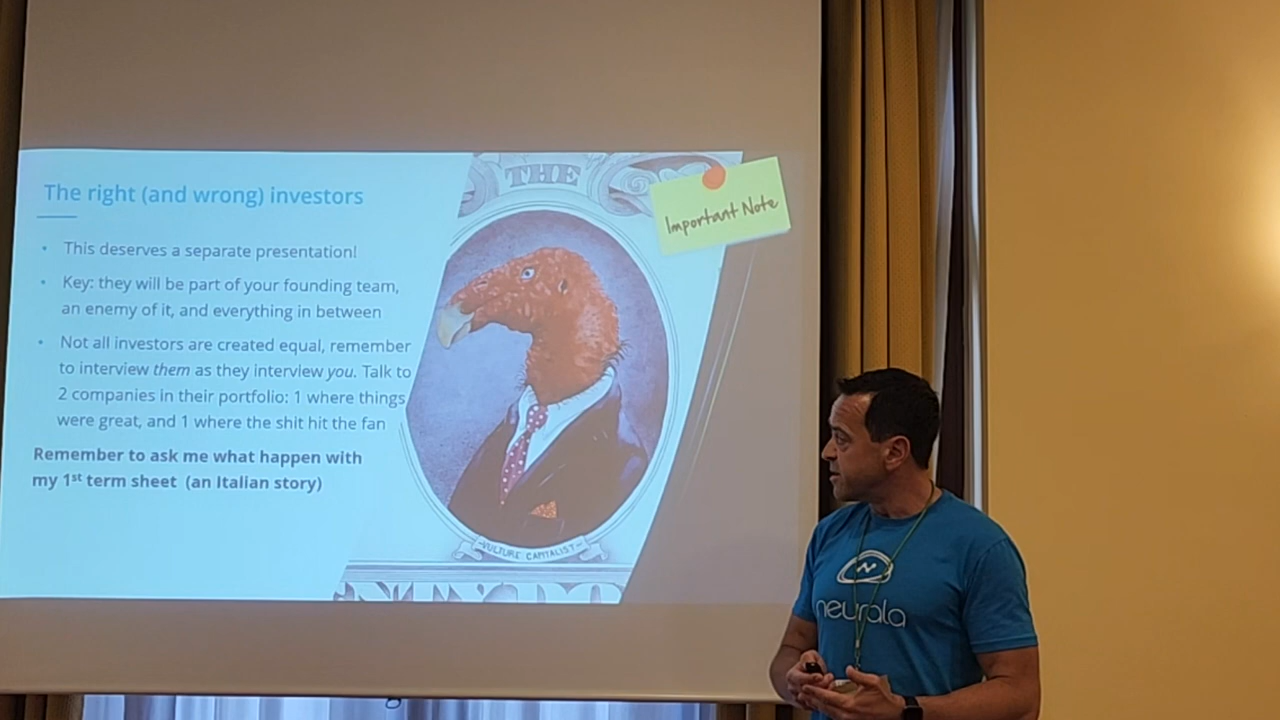 The right (and wrong) investors
THE
Important Note
This deserves a separate presentation!
Key: they will be part of your founding team,
an enemy of it, and everything in between
Not all investors are created equal, remember
to interview them as they interview you. Talk to
2 companies in their portfolio: 1 where things
were great, and 1 where the shit hit the fan
Remember to ask me what happen with
my 1st term sheet (an Italian story)
VULTURE CAPITALIST
NTY DO
neurala